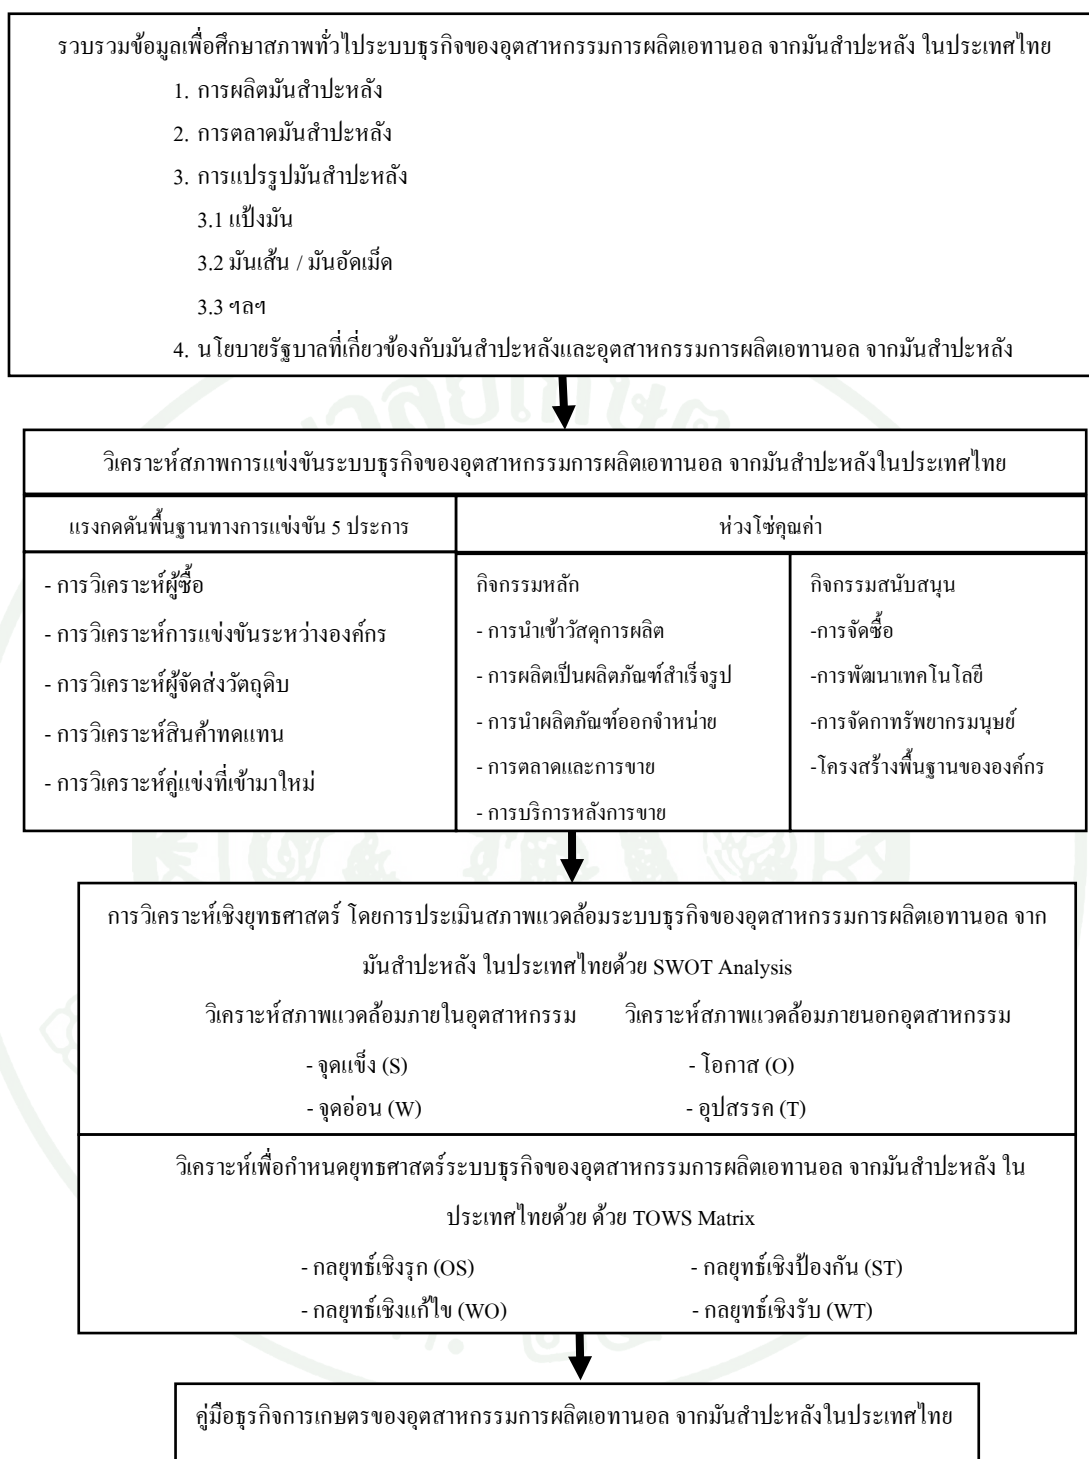 รวบรวมข้อมูลเพื่อศึกษาสภาพทั่วไประบบธุรกิจของอุตสาหกรรมการผลิตเอทานอล จากมันสำปะหลัง ในประเทศไทย
1. การผลิตมันสำปะหลัง
2. การตลาดมันสำปะหลัง
3. การแปรรูปมันสำปะหลัง
3.1 แป้งมัน
3.2 มันเส้น / มันอัดเม็ด
3.3 ฯลฯ
4. นโยบายรัฐบาลที่เกี่ยวข้องกับมันสำปะหลังและอุตสาหกรรมการผลิตเอทานอล จากมันสำปะหลัง
วิเคราะห์สภาพการแข่งขันระบบธุรกิจของอุตสาหกรรมการผลิตเอทานอล จากมันสำปะหลังในประเทศไทย
แรงกดดันพื้นฐานทางการแข่งขัน 5 ประการ
- การวิเคราะห์ผู้ซื้อ
- การวิเคราะห์การแข่งขันระหว่างองค์กร
- การวิเคราะห์ผู้จัดส่งวัตถุดิบ
- การวิเคราะห์สินค้าทดแทน
- การวิเคราะห์คู่แข่งที่เข้ามาใหม่
ห่วงโซ่คุณค่า
กิจกรรมหลัก
- การนำเข้าวัสดุการผลิต
- การผลิตเป็นผลิตภัณฑ์สำเร็จรูป
- การนำผลิตภัณฑ์ออกจำหน่าย
- การตลาดและการขาย
- การบริการหลังการขาย
กิจกรรมสนับสนุน
-การจัดซื้อ
-การพัฒนาเทคโนโลยี
-การจัดกาทรัพยากรมนุษย์
-โครงสร้างพื้นฐานขององค์กร
การวิเคราะห์เชิงยุทธศาสตร์ โดยการประเมินสภาพแวดล้อมระบบธุรกิจของอุตสาหกรรมการผลิตเอทานอล จาก
มันสำปะหลัง ในประเทศไทยด้วย SWOT Analysis
วิเคราะห์สภาพแวดล้อมภายในอุตสาหกรรม วิเคราะห์สภาพแวดล้อมภายนอกอุตสาหกรรม
- จุดแข็ง (S) - โอกาส (O)
- จุดอ่อน (W) - อุปสรรค (T)
วิเคราะห์เพื่อกำหนดยุทธศาสตร์ระบบธุรกิจของอุตสาหกรรมการผลิตเอทานอล จากมันสำปะหลัง ใน
ประเทศไทยด้วย ด้วย TOWS Matrix
- กลยุทธ์เชิงรุก (OS) - กลยุทธ์เชิงป้องกัน (ST)
- กลยุทธ์เชิงแก้ไข (WO) - กลยุทธ์เชิงรับ (WT)
คู่มือธุรกิจการเกษตรของอุตสาหกรรมการผลิตเอทานอล จากมันสำปะหลังในประเทศไทย